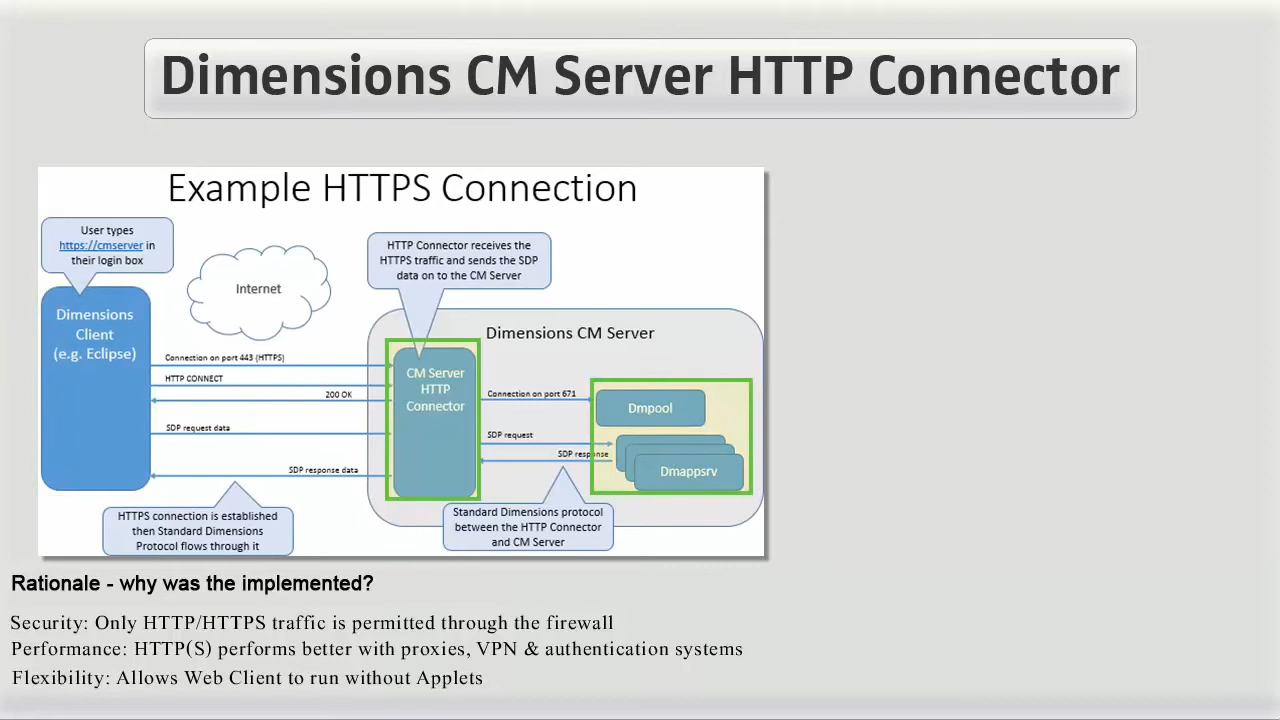 Dimensions CM Server HTTP Connector
Example HTTPS Connection
User types
https://cmserver in
their login box
Internet
HTTP Connector receives the
HTTPS traffic and sends the SDP
data on to the CM Server
Dimensions
Client
(e.g. Eclipse)
Dimensions CM Server
Connection on port 443 (HTTPS)
HTTP CONNECT
200 OK
SDP request data
SDP response data
CM Server
HTTP
Connector
Connection on port 671
SDP request
SDP response
Dmpool
Dmappsrv
HTTPS connection is established
then Standard Dimensions
Protocol flows through it
Standard Dimensions protocol
between the HTTP Connector
and CM Server
Rationale - why was the implemented?
Security: Only HTTP/HTTPS traffic is permitted through the firewall
Performance: HTTP(S) performs better with proxies, VPN & authentication systems
Flexibility: Allows Web Client to run without Applets